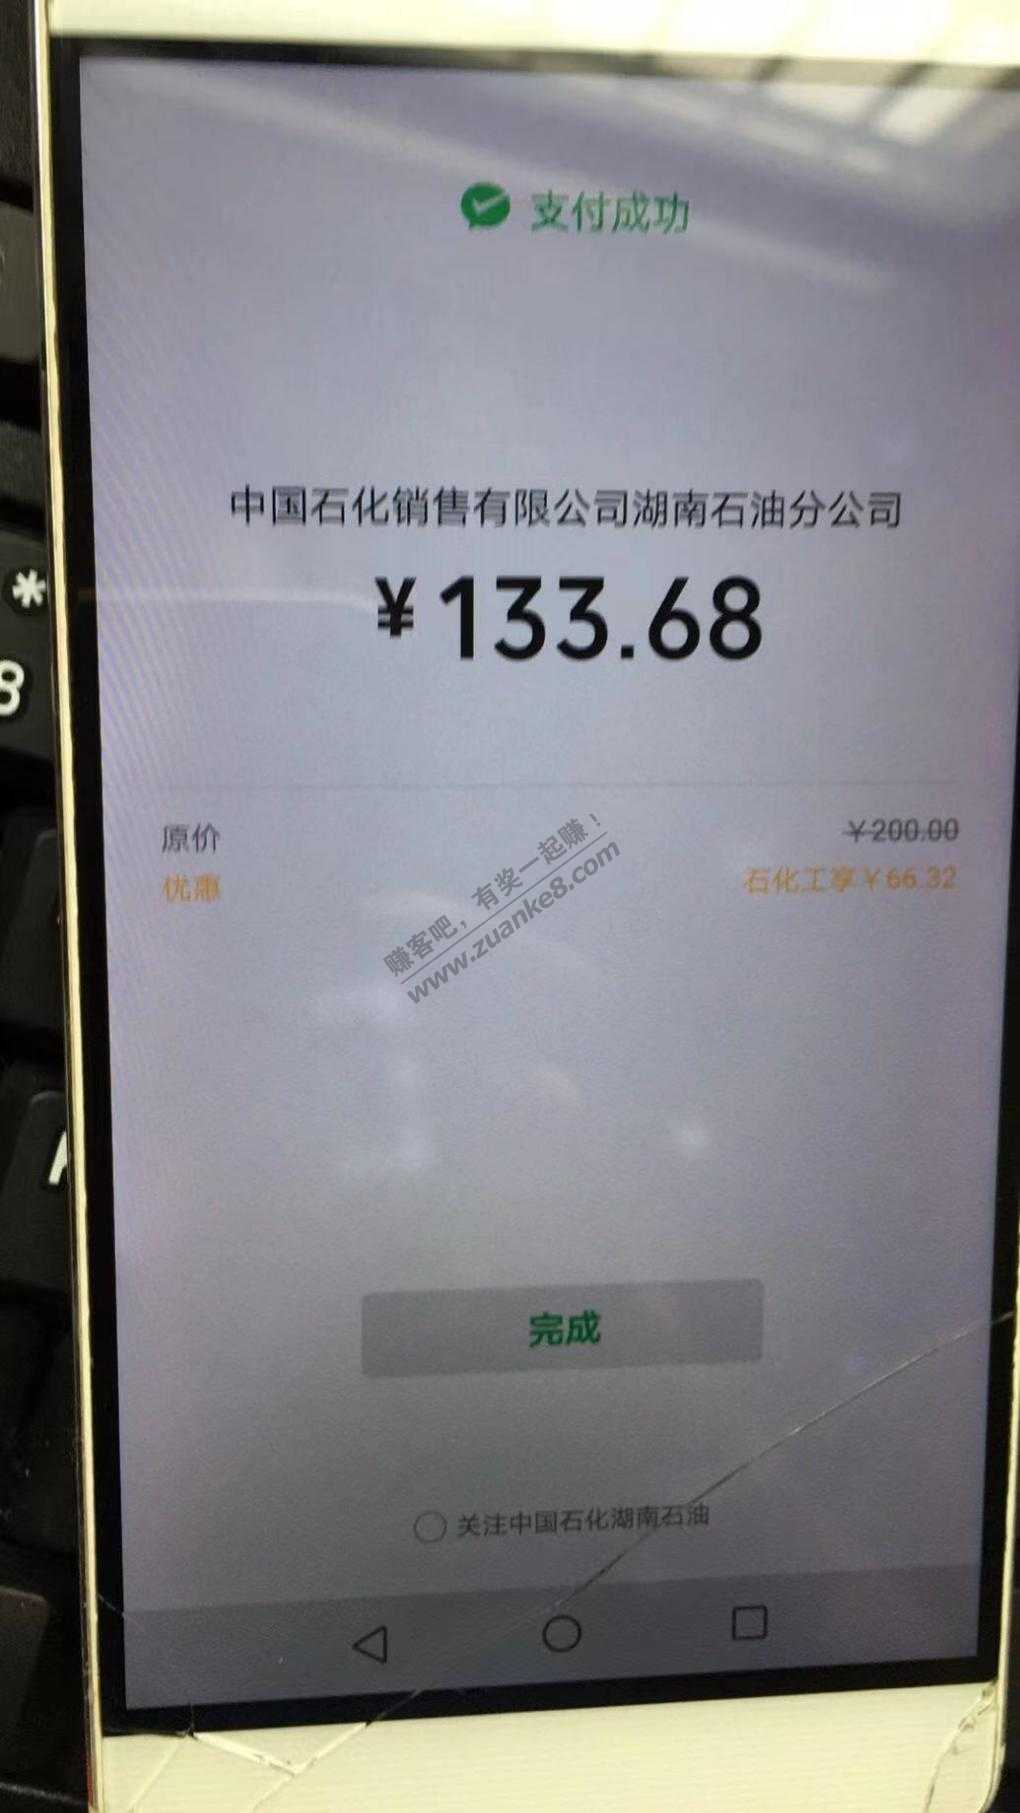 支付成功
中国石化销售有限公司湖南石油分公司
¥133.68
原价 ¥200.00
优惠 石化工享¥66.32
赚客吧，有奖一起赚！
www.zuanke8.com
完成
关注中国石化湖南石油
*
8